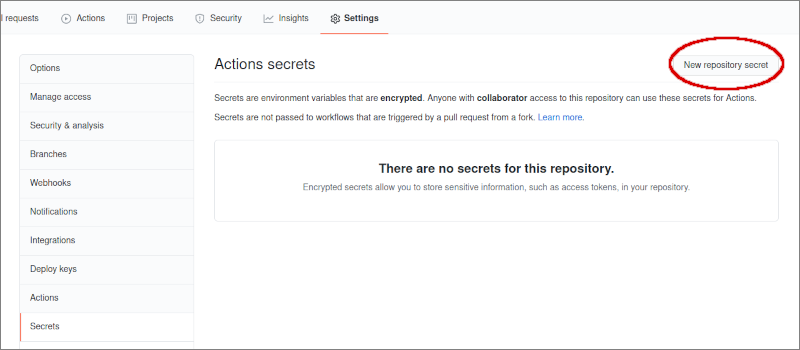 l requests Actions Projects Security Insights Settings
Options
Manage access
Security & analysis
Branches
Webhooks
Notifications
Integrations
Deploy keys
Actions
Secrets
Actions secrets
New repository secret
Secrets are environment variables that are encrypted. Anyone with collaborator access to this repository can use these secrets for Actions.
Secrets are not passed to workflows that are triggered by a pull request from a fork. Learn more.
There are no secrets for this repository.
Encrypted secrets allow you to store sensitive information, such as access tokens, in your repository.